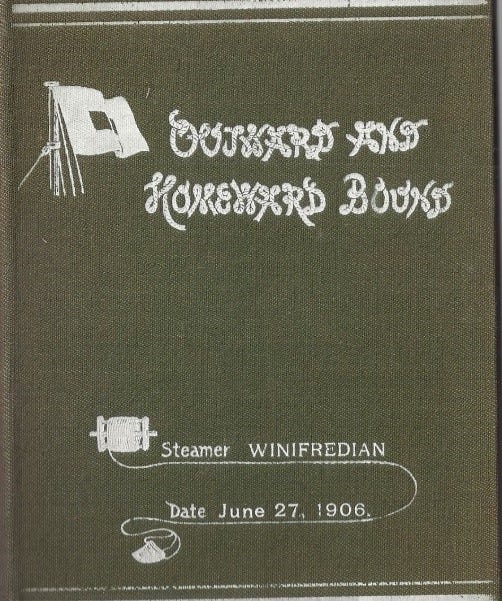 OUTWARD AND
HOMEWARD BOUND
Steamer WINIFREDIAN
Date June 27, 1906.